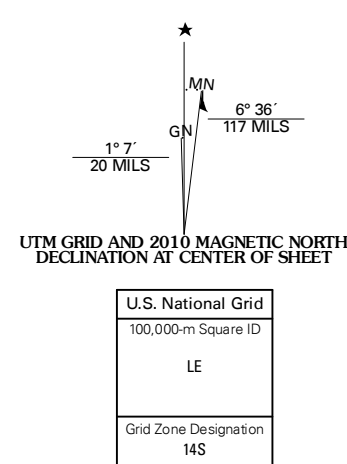 MN
GN
6° 36´
117 MILS
1° 7´
20 MILS
UTM GRID AND 2010 MAGNETIC NORTH
DECLINATION AT CENTER OF SHEET
U.S. National Grid
100,000-m Square ID
LE
Grid Zone Designation
14S